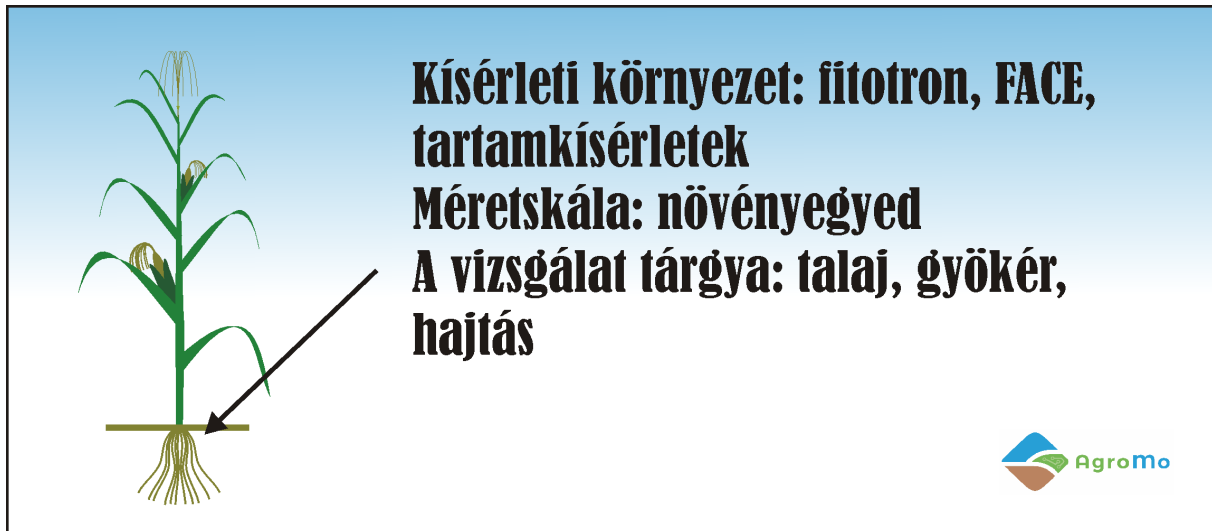 Kísérleti környezet: fitotron, FACE,
tartamkísérletek
Méretskála: növényegyed
A vizsgálat tárgya: talaj, gyökér,
hajtás
AgroMo